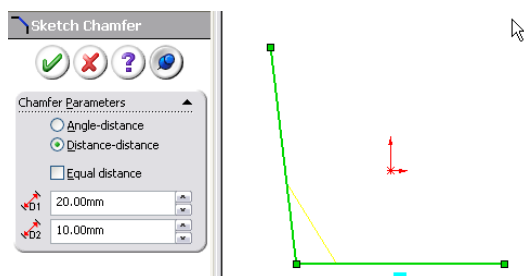 Sketch Chamfer
?
Chamfer Parameters
Angle-distance
Distance-distance
Equal distance
D1 20.00mm
D2 10.00mm